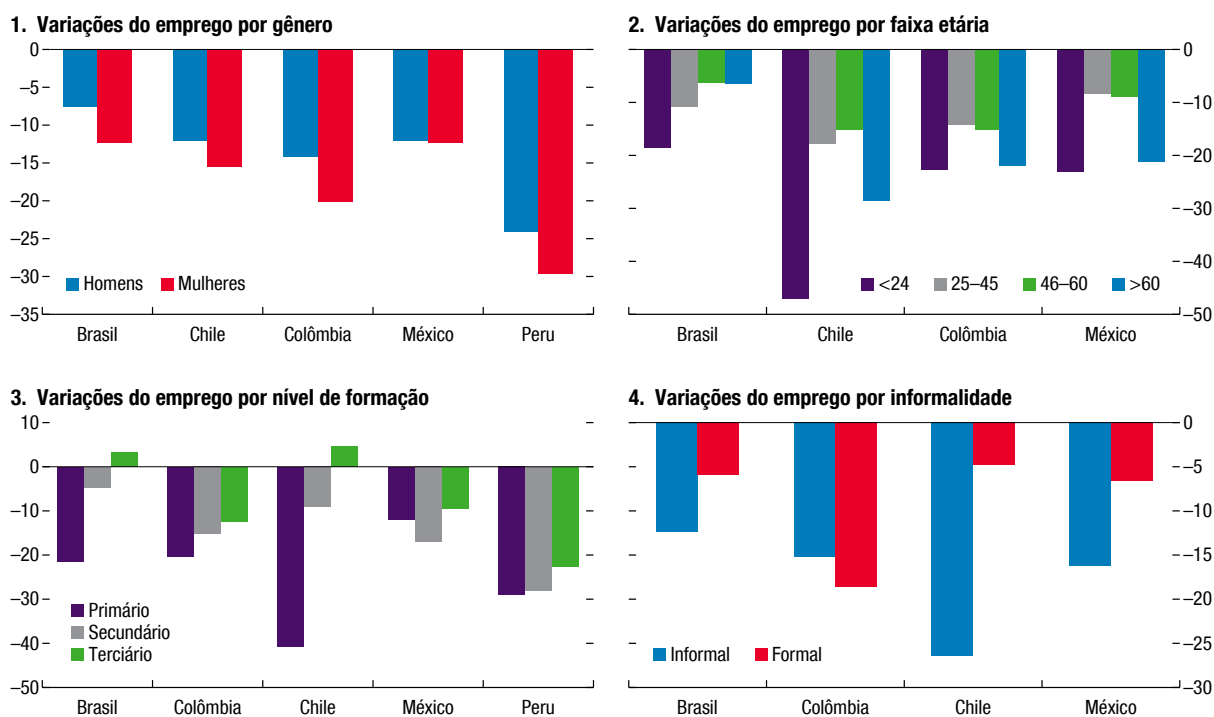 1. Variações do emprego por gênero
0
–5
–10
–15
–20
–25
–30
–35
Homens Mulheres
Brasil Chile Colômbia México Peru
2. Variações do emprego por faixa etária
0
–10
–20
–30
–40
–50
<24 25–45 46–60 >60
Brasil Chile Colômbia México
3. Variações do emprego por nível de formação
10
0
–10
–20
–30
–40
–50
Primário
Secundário
Terciário
Brasil Colômbia Chile México Peru
4. Variações do emprego por informalidade
0
–5
–10
–15
–20
–25
–30
Informal Formal
Brasil Colômbia Chile México